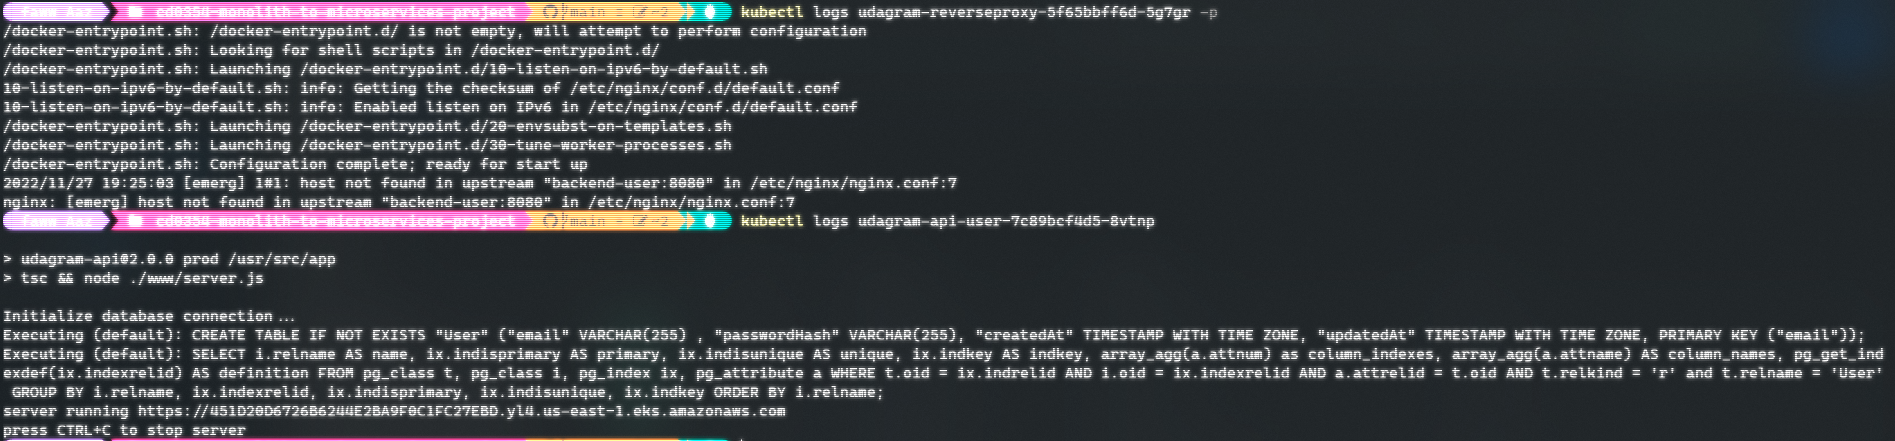 fawm_Aaz cd0354-monolith-to-microservices-project main = ~2 kubectl logs udagram-reverseproxy-5f65bbff6d-5g7gr -p
/docker-entrypoint.sh: /docker-entrypoint.d/ is not empty, will attempt to perform configuration
/docker-entrypoint.sh: Looking for shell scripts in /docker-entrypoint.d/
/docker-entrypoint.sh: Launching /docker-entrypoint.d/10-listen-on-ipv6-by-default.sh
10-listen-on-ipv6-by-default.sh: info: Getting the checksum of /etc/nginx/conf.d/default.conf
10-listen-on-ipv6-by-default.sh: info: Enabled listen on IPv6 in /etc/nginx/conf.d/default.conf
/docker-entrypoint.sh: Launching /docker-entrypoint.d/20-envsubst-on-templates.sh
/docker-entrypoint.sh: Launching /docker-entrypoint.d/30-tune-worker-processes.sh
/docker-entrypoint.sh: Configuration complete; ready for start up
2022/11/27 19:25:03 [emerg] 1#1: host not found in upstream "backend-user:8080" in /etc/nginx/nginx.conf:7
nginx: [emerg] host not found in upstream "backend-user:8080" in /etc/nginx/nginx.conf:7
cd0354-monolith-to-microservices-project main = ~2 kubectl logs udagram-api-user-7c89bcf4d5-8vtnp
> udagram-api@2.0.0 prod /usr/src/app
> tsc && node ./www/server.js
Initialize database connection...
Executing (default): CREATE TABLE IF NOT EXISTS "User" ("email" VARCHAR(255) , "passwordHash" VARCHAR(255), "createdAt" TIMESTAMP WITH TIME ZONE, "updatedAt" TIMESTAMP WITH TIME ZONE, PRIMARY KEY ("email"));
Executing (default): SELECT i.relname AS name, ix.indisprimary AS primary, ix.indisunique AS unique, ix.indkey AS indkey, array_agg(a.attnum) as column_indexes, array_agg(a.attname) AS column_names, pg_get_ind
exdef(ix.indexrelid) AS definition FROM pg_class t, pg_class i, pg_index ix, pg_attribute a WHERE t.oid = ix.indrelid AND i.oid = ix.indexrelid AND a.attrelid = t.oid AND t.relkind = 'r' and t.relname = 'User'
GROUP BY i.relname, ix.indexrelid, ix.indisprimary, ix.indisunique, ix.indkey ORDER BY i.relname;
server running https://451D20D6726B6244E2BA9F0C1FC27EBD.yl4.us-east-1.eks.amazonaws.com
press CTRL+C to stop server